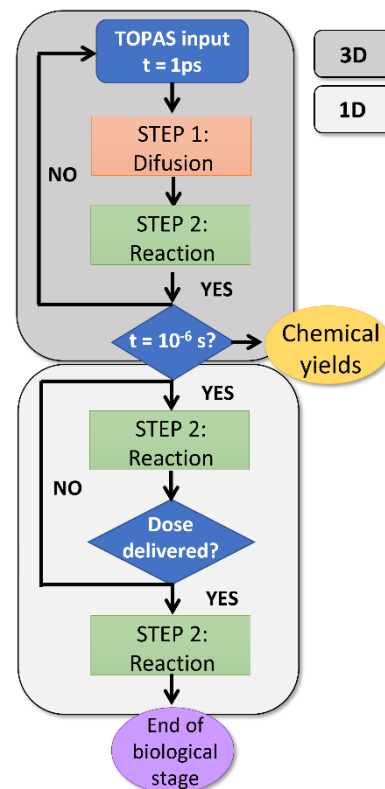 TOPAS input
t = 1ps
3D
1D
STEP 1:
Difusion
NO
STEP 2:
Reaction
YES
t = 10⁻⁶ s?
Chemical
yields
YES
STEP 2:
Reaction
NO
Dose
delivered?
YES
STEP 2:
Reaction
End of
biological
stage